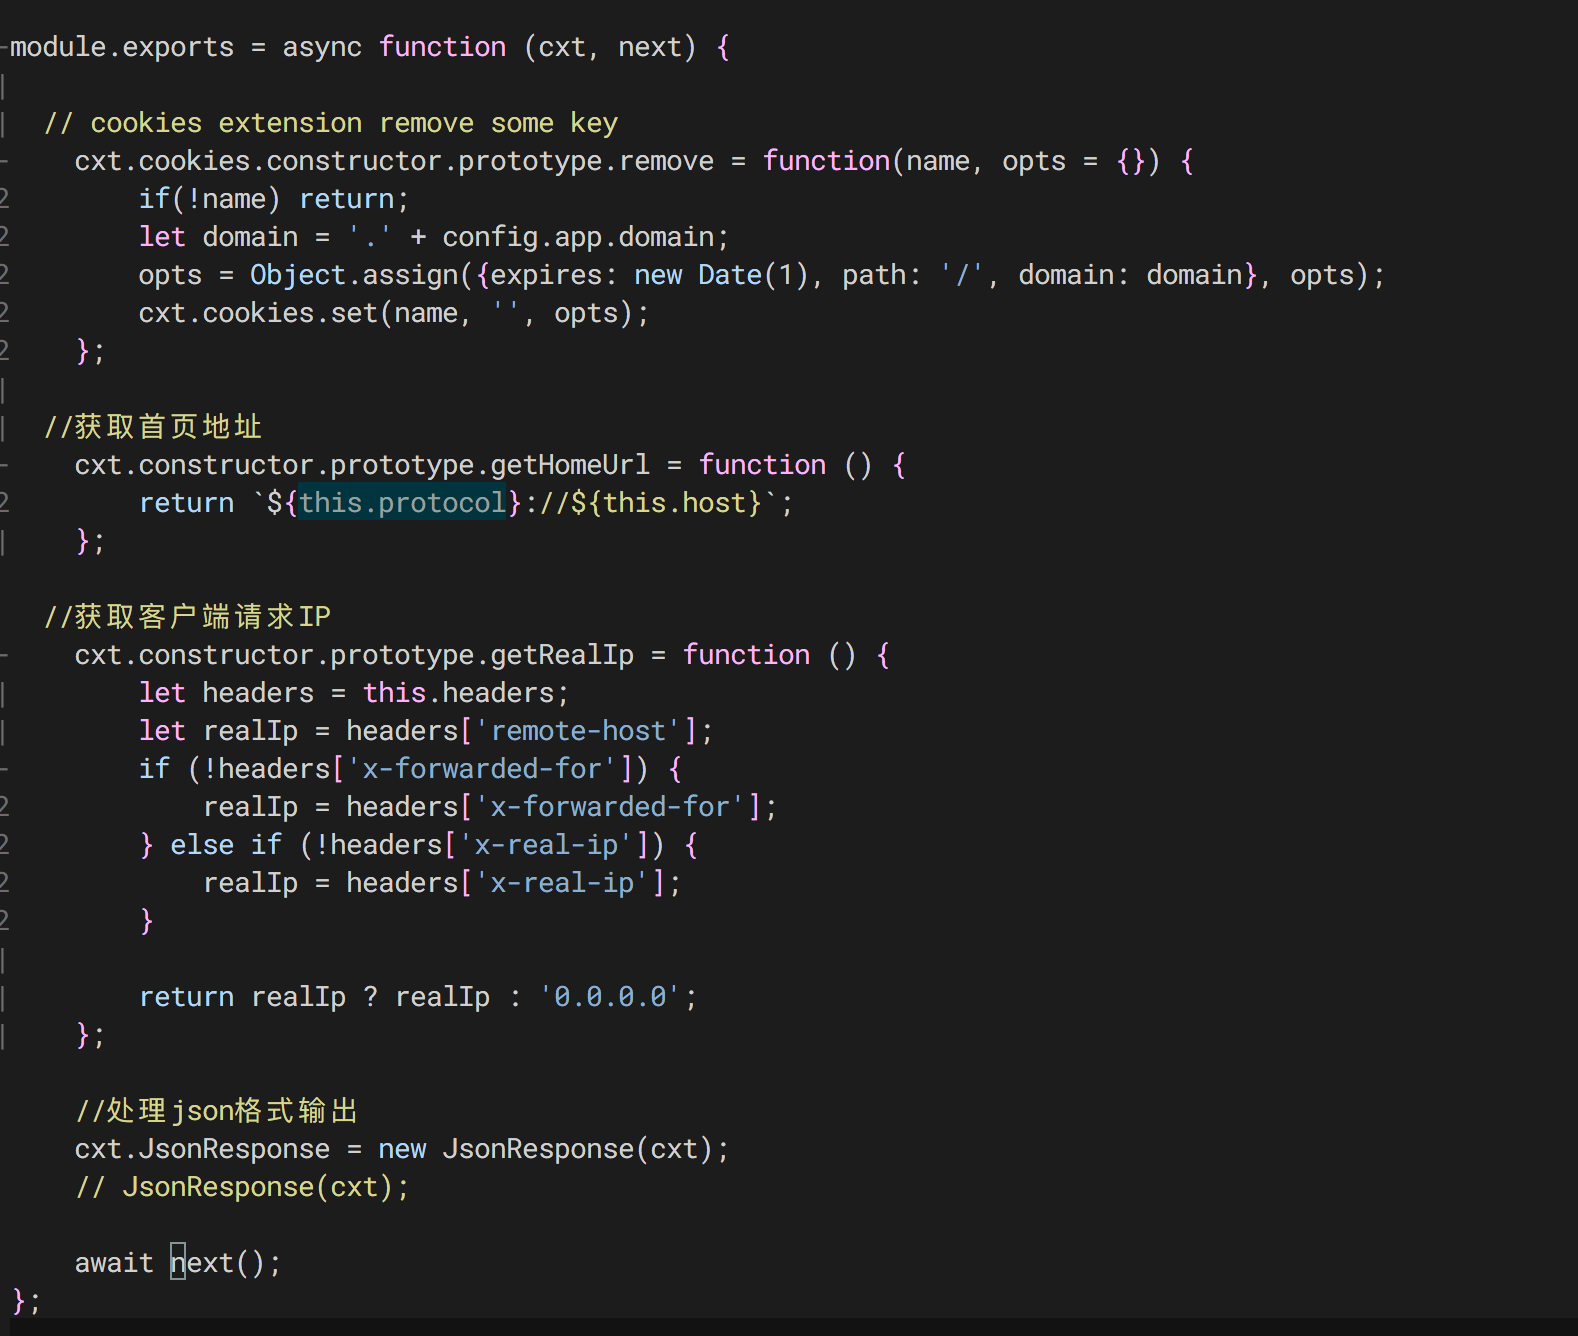 module.exports = async function (cxt, next) {
// cookies extension remove some key
cxt.cookies.constructor.prototype.remove = function(name, opts = {}) {
if(!name) return;
let domain = '.' + config.app.domain;
opts = Object.assign({expires: new Date(1), path: '/', domain: domain}, opts);
cxt.cookies.set(name, '', opts);
};
//获取首页地址
cxt.constructor.prototype.getHomeUrl = function () {
return `${this.protocol}://${this.host}`;
};
//获取客户端请求IP
cxt.constructor.prototype.getRealIp = function () {
let headers = this.headers;
let realIp = headers['remote-host'];
if (!headers['x-forwarded-for']) {
realIp = headers['x-forwarded-for'];
} else if (!headers['x-real-ip']) {
realIp = headers['x-real-ip'];
}
return realIp ? realIp : '0.0.0.0';
};
//处理json格式输出
cxt.JsonResponse = new JsonResponse(cxt);
// JsonResponse(cxt);
await next();
};